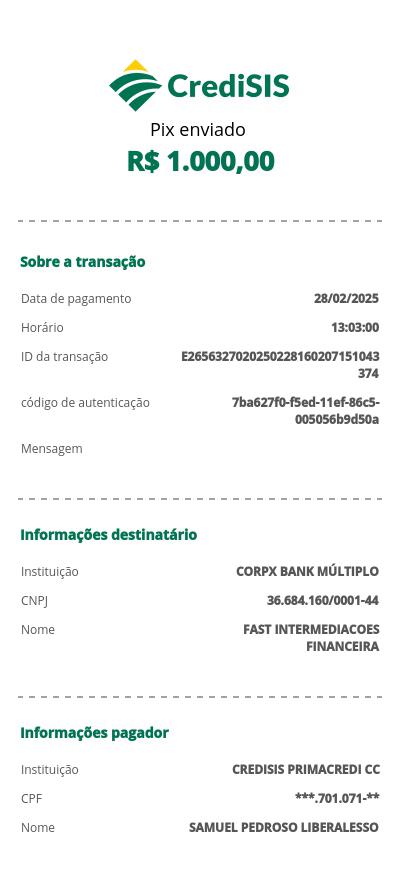 CrediSIS
Pix enviado
R$ 1.000,00
Sobre a transação
Data de pagamento 28/02/2025
Horário 13:03:00
ID da transação E2656327020250228160207151043
374
código de autenticação 7ba627f0-f5ed-11ef-86c5-
005056b9d50a
Mensagem
Informações destinatário
Instituição CORPX BANK MÚLTIPLO
CNPJ 36.684.160/0001-44
Nome FAST INTERMEDIACOES
FINANCEIRA
Informações pagador
Instituição CREDISIS PRIMACREDI CC
CPF ***.701.071-**
Nome SAMUEL PEDROSO LIBERALESSO